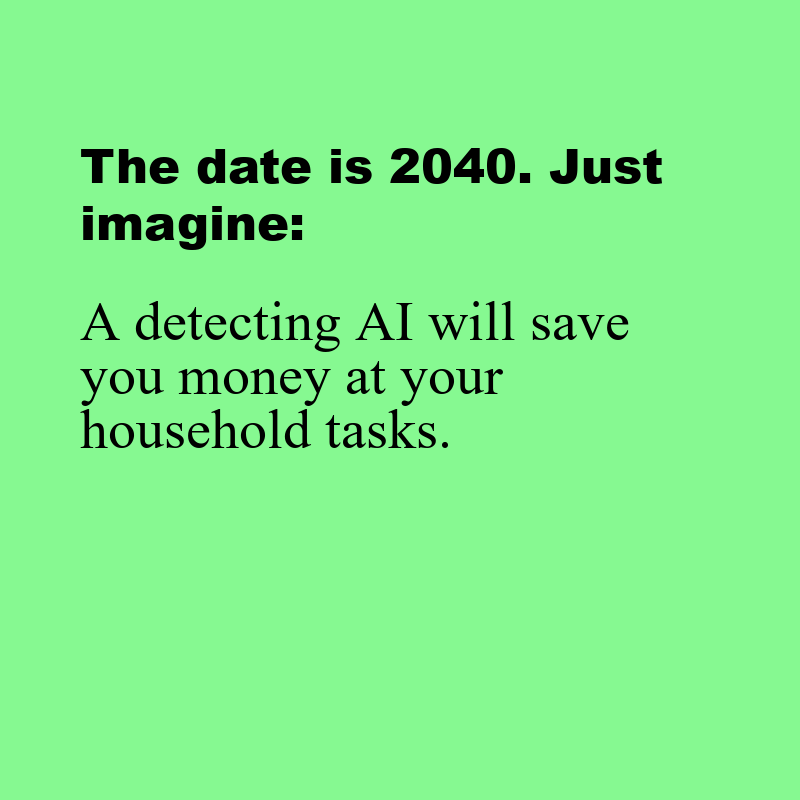 The date is 2040. Just
imagine:
A detecting AI will save
you money at your
household tasks.